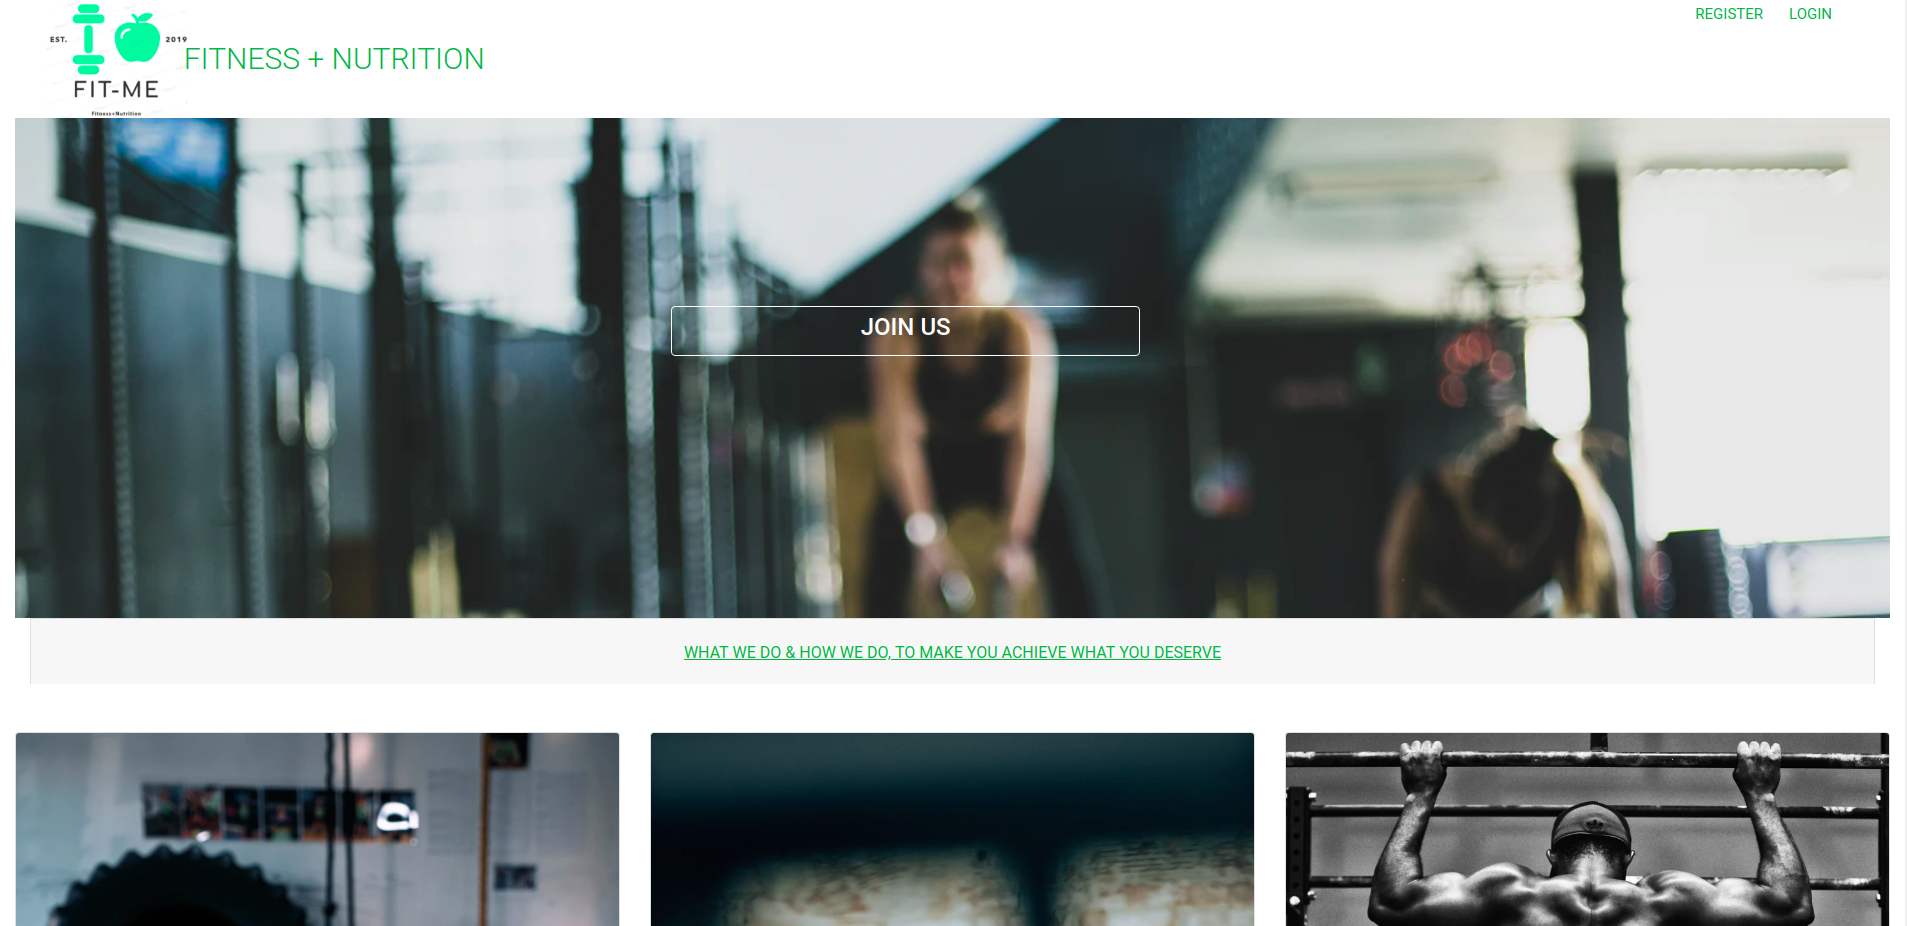 EST.
2019
FIT-ME
Fitness+Nutrition
FITNESS + NUTRITION
REGISTER
LOGIN
JOIN US
WHAT WE DO & HOW WE DO, TO MAKE YOU ACHIEVE WHAT YOU DESERVE